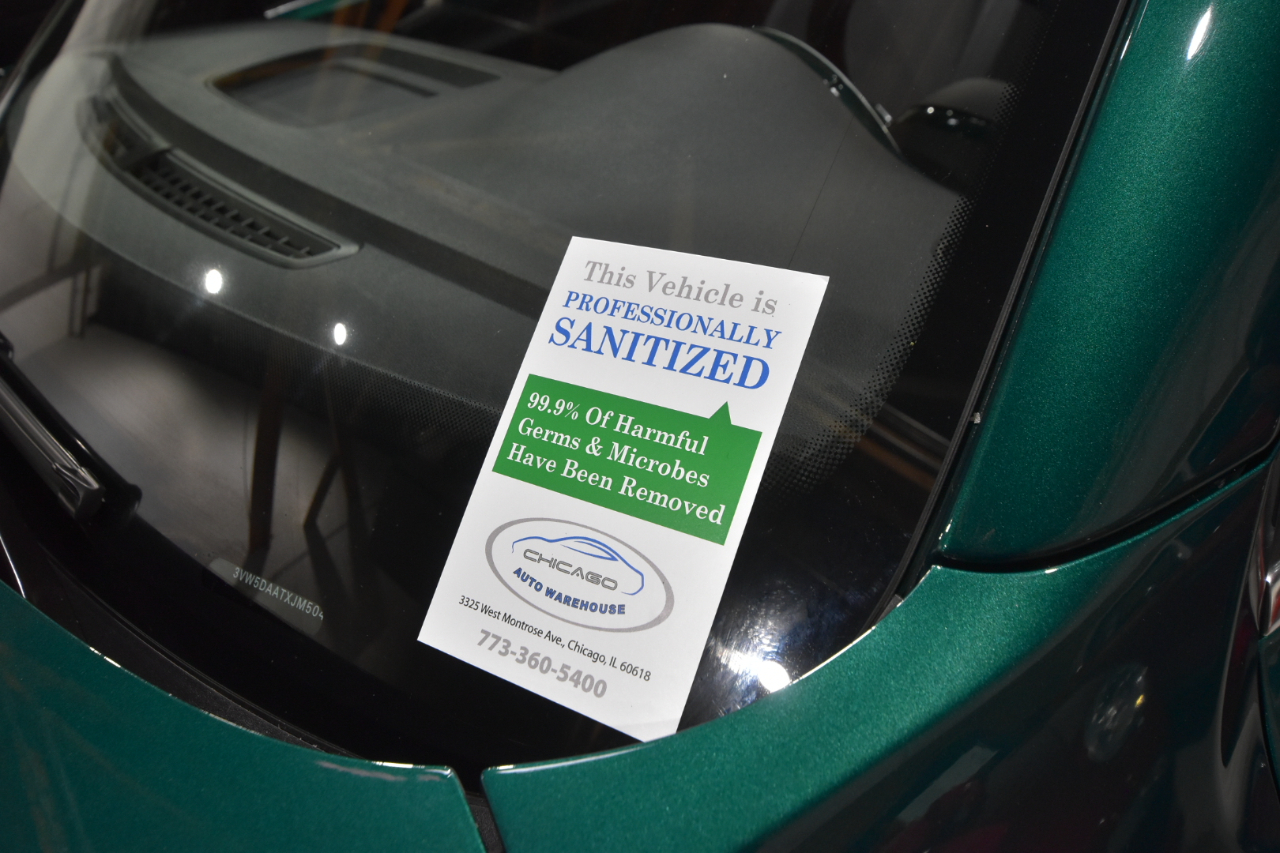 This Vehicle is
PROFESSIONALLY
SANITIZED
99.9% Of Harmful
Germs & Microbes
Have Been Removed
CHICAGO
AUTO WAREHOUSE
3325 West Montrose Ave., Chicago, IL 60618
773-360-5400
3VW5DAATXJM504